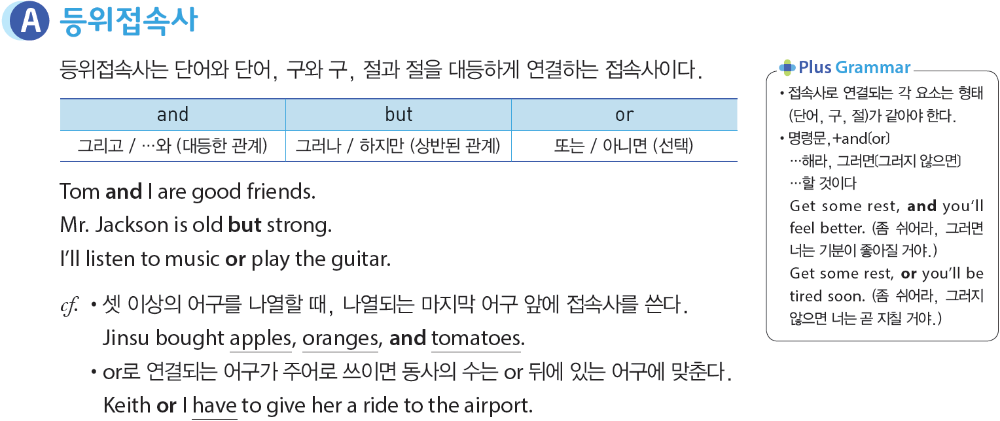 A 등위접속사
등위접속사는 단어와 단어, 구와 구, 절과 절을 대등하게 연결하는 접속사이다.
and but or
그리고 / …와 (대등한 관계) 그러나 / 하지만 (상반된 관계) 또는 / 아니면 (선택)
Tom and I are good friends.
Mr. Jackson is old but strong.
I’ll listen to music or play the guitar.
cf. • 셋 이상의 어구를 나열할 때, 나열되는 마지막 어구 앞에 접속사를 쓴다.
Jinsu bought apples, oranges, and tomatoes.
• or로 연결되는 어구가 주어로 쓰이면 동사의 수는 or 뒤에 있는 어구에 맞춘다.
Keith or I have to give her a ride to the airport.
Plus Grammar
• 접속사로 연결되는 각 요소는 형태
(단어, 구, 절)가 같아야 한다.
• 명령문,+and〔or〕
…해라, 그러면〔그러지 않으면〕
…할 것이다
Get some rest, and you‘ll
feel better. (좀 쉬어라, 그러면
너는 기분이 좋아질 거야.)
Get some rest, or you’ll be
tired soon. (좀 쉬어라, 그러지
않으면 너는 곧 지칠 거야.)